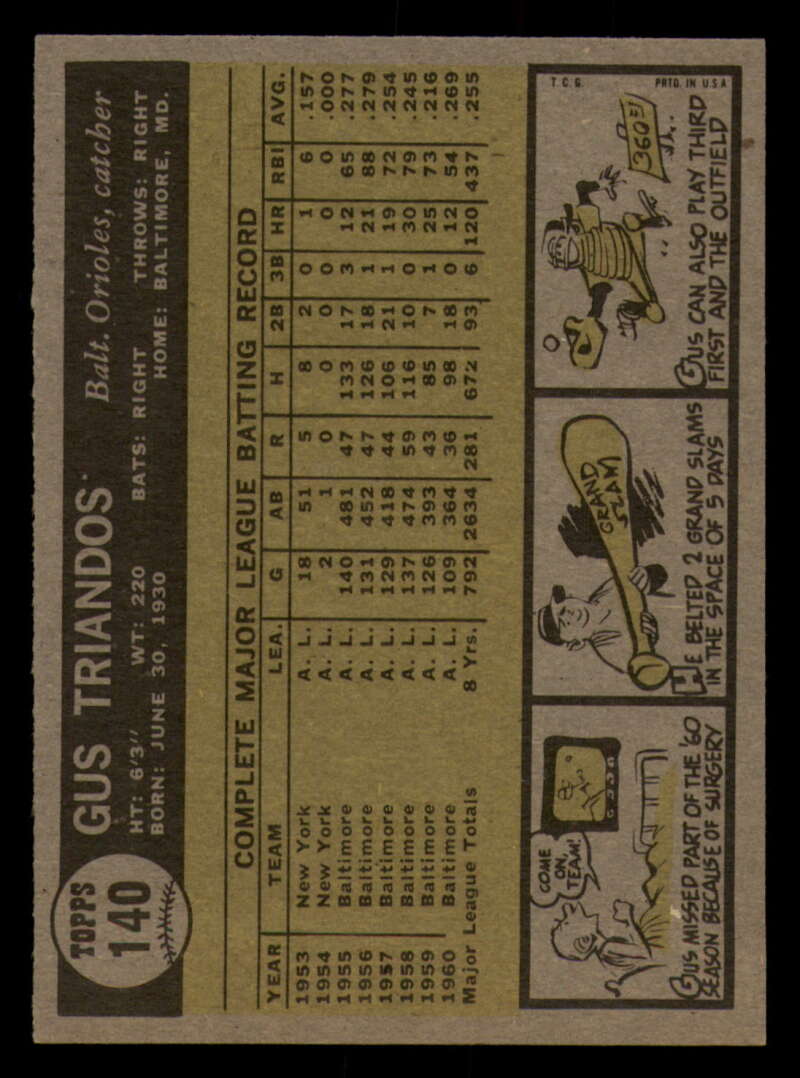 TOPPS
140
GUS TRIANDOS
Balt. Orioles, catcher
HT: 6'3" WT: 220 BATS: RIGHT THROWS: RIGHT
BORN: JUNE 30, 1930 HOME: BALTIMORE, MD.
COMPLETE MAJOR LEAGUE BATTING RECORD
YEAR TEAM LEA. G AB R H 2B 3B HR RBI AVG.
1953 New York A. L. 18 51 5 8 2 0 1 6 .157
1954 New York A. L. 2 1 0 0 0 0 0 0 .000
1955 Baltimore A. L. 140 481 47 133 17 3 12 65 .277
1956 Baltimore A. L. 131 452 47 126 18 1 21 88 .279
1957 Baltimore A. L. 129 418 44 106 21 1 19 72 .254
1958 Baltimore A. L. 137 474 59 116 10 0 30 79 .245
1959 Baltimore A. L. 126 393 43 85 7 1 25 73 .216
1960 Baltimore A. L. 109 364 36 98 18 0 12 54 .269
Major League Totals 8 Yrs. 792 2634 281 672 93 6 120 437 .255
COME
ON,
TEAM!
GUS MISSED PART OF THE '60
SEASON BECAUSE OF SURGERY
GRAND
SLAM
HE BELTED 2 GRAND SLAMS
IN THE SPACE OF 5 DAYS
T.C.G. PRTD. IN U.S.A.
360 FT
GUS CAN ALSO PLAY THIRD
FIRST AND THE OUTFIELD